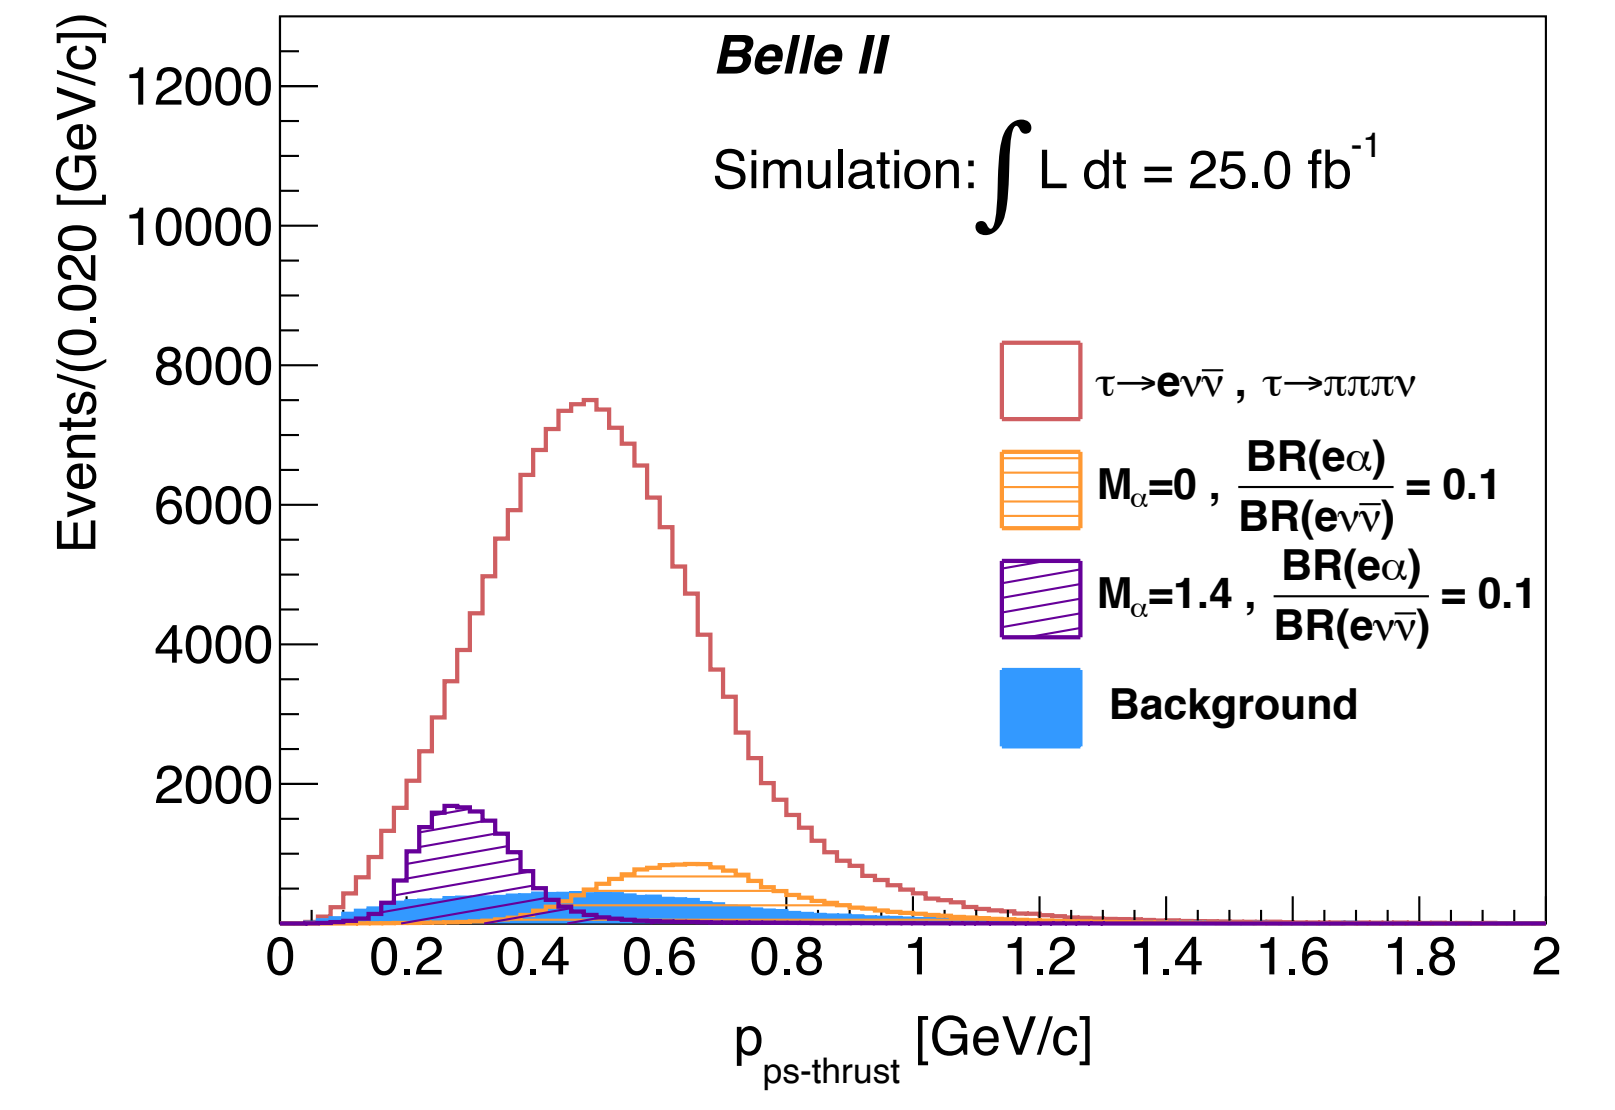 Belle II
Simulation: ∫ L dt = 25.0 fb⁻¹
Events/(0.020 [GeV/c])
12000
10000
8000
6000
4000
2000
τ→eνν̅ , τ→πππν
Mα=0 , BR(eα)/BR(eνν̅) = 0.1
Mα=1.4 , BR(eα)/BR(eνν̅) = 0.1
Background
0 0.2 0.4 0.6 0.8 1 1.2 1.4 1.6 1.8 2
p ps-thrust [GeV/c]